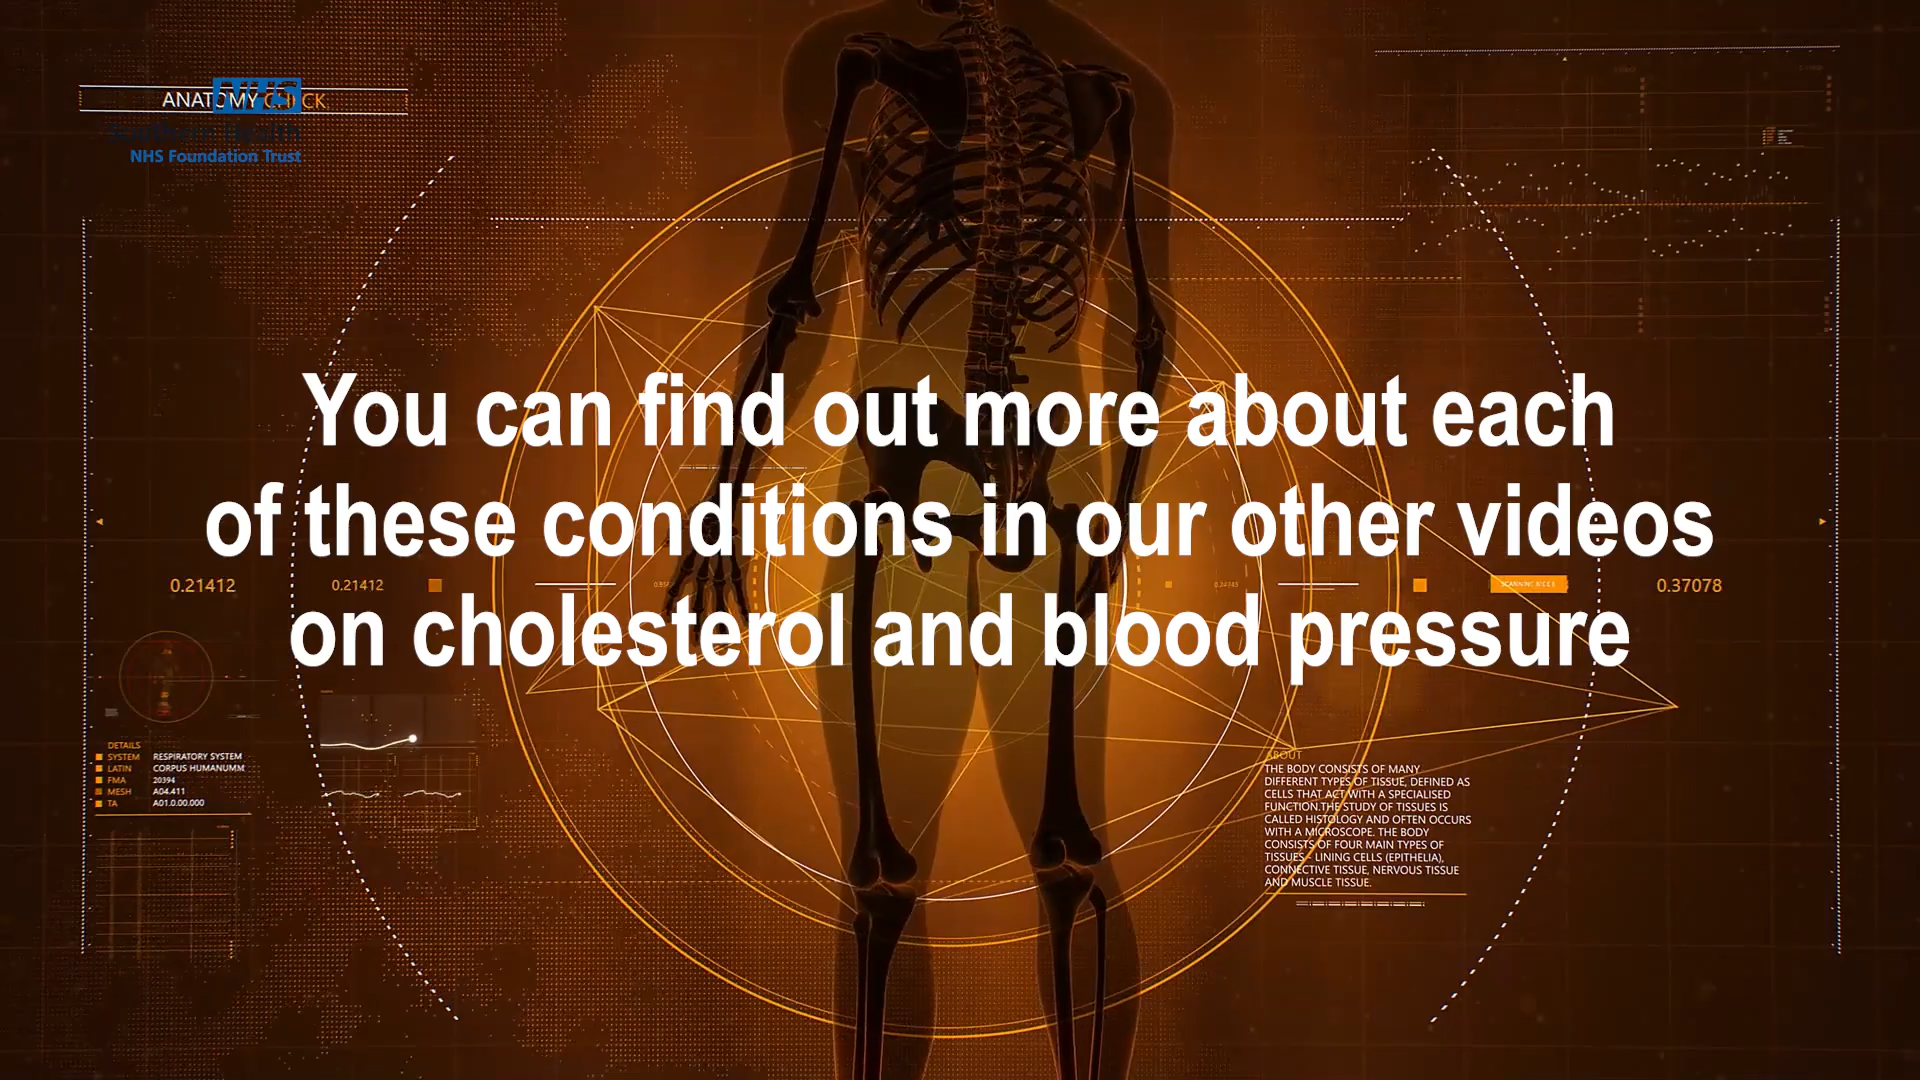 ANATOMY CHECK
NHS
Southern Health
NHS Foundation Trust
You can find out more about each
of these conditions in our other videos
on cholesterol and blood pressure
0.21412
0.21412
0.37078
DETAILS
SYSTEM RESPIRATORY SYSTEM
LATIN CORPUS HUMANUMM
FMA 20394
MESH A04.411
TA A01.0.00.000
ABOUT
THE BODY CONSISTS OF MANY
DIFFERENT TYPES OF TISSUE, DEFINED AS
CELLS THAT ACT WITH A SPECIALISED
FUNCTION.THE STUDY OF TISSUES IS
CALLED HISTOLOGY AND OFTEN OCCURS
WITH A MICROSCOPE. THE BODY
CONSISTS OF FOUR MAIN TYPES OF
TISSUES - LINING CELLS (EPITHELIA),
CONNECTIVE TISSUE, NERVOUS TISSUE
AND MUSCLE TISSUE.